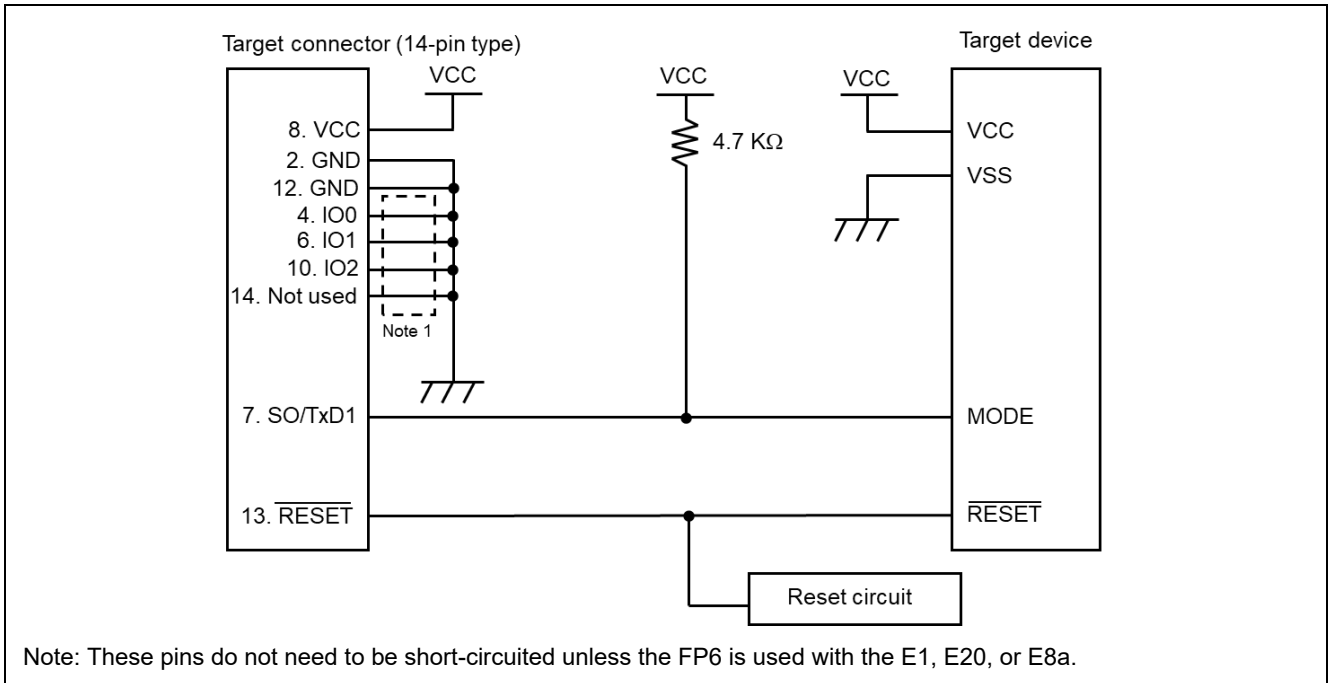 Target connector (14-pin type)
Target device
VCC
VCC
VCC
8. VCC
2. GND
12. GND
4. IO0
6. IO1
10. IO2
14. Not used
Note 1
4.7 KΩ
VCC
VSS
7. SO/TxD1
MODE
13. RESET
RESET
Reset circuit
Note: These pins do not need to be short-circuited unless the FP6 is used with the E1, E20, or E8a.